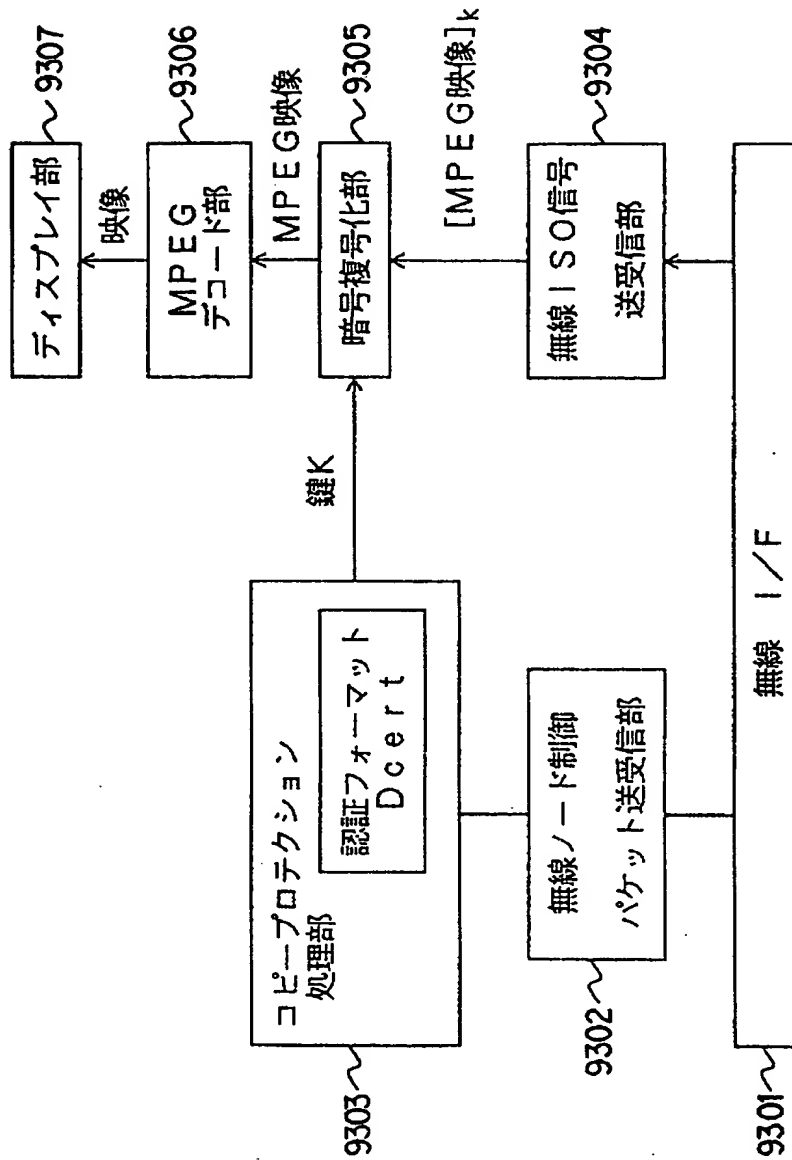 ディスプレイ部
9307
映像
MPEG
デコード部
9306
MPEG映像
暗号複号化部
9305
[MPEG映像]k
鍵K
コピープロテクション
処理部
認証フォーマット
Dcert
9303
無線ISO信号
送受信部
9304
無線ノード制御
パケット送受信部
9302
無線 I/F
9301